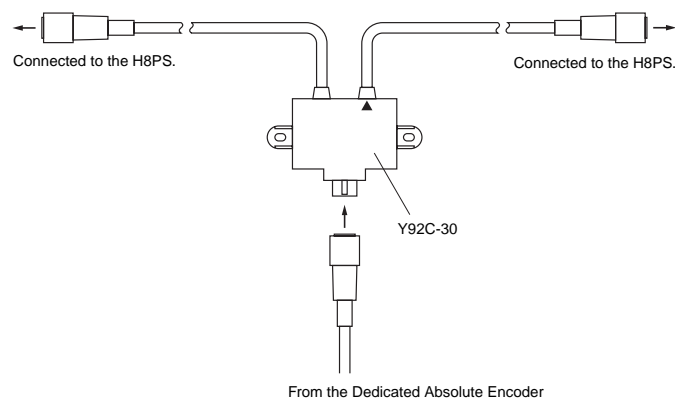 Connected to the H8PS.
Connected to the H8PS.
Y92C-30
From the Dedicated Absolute Encoder